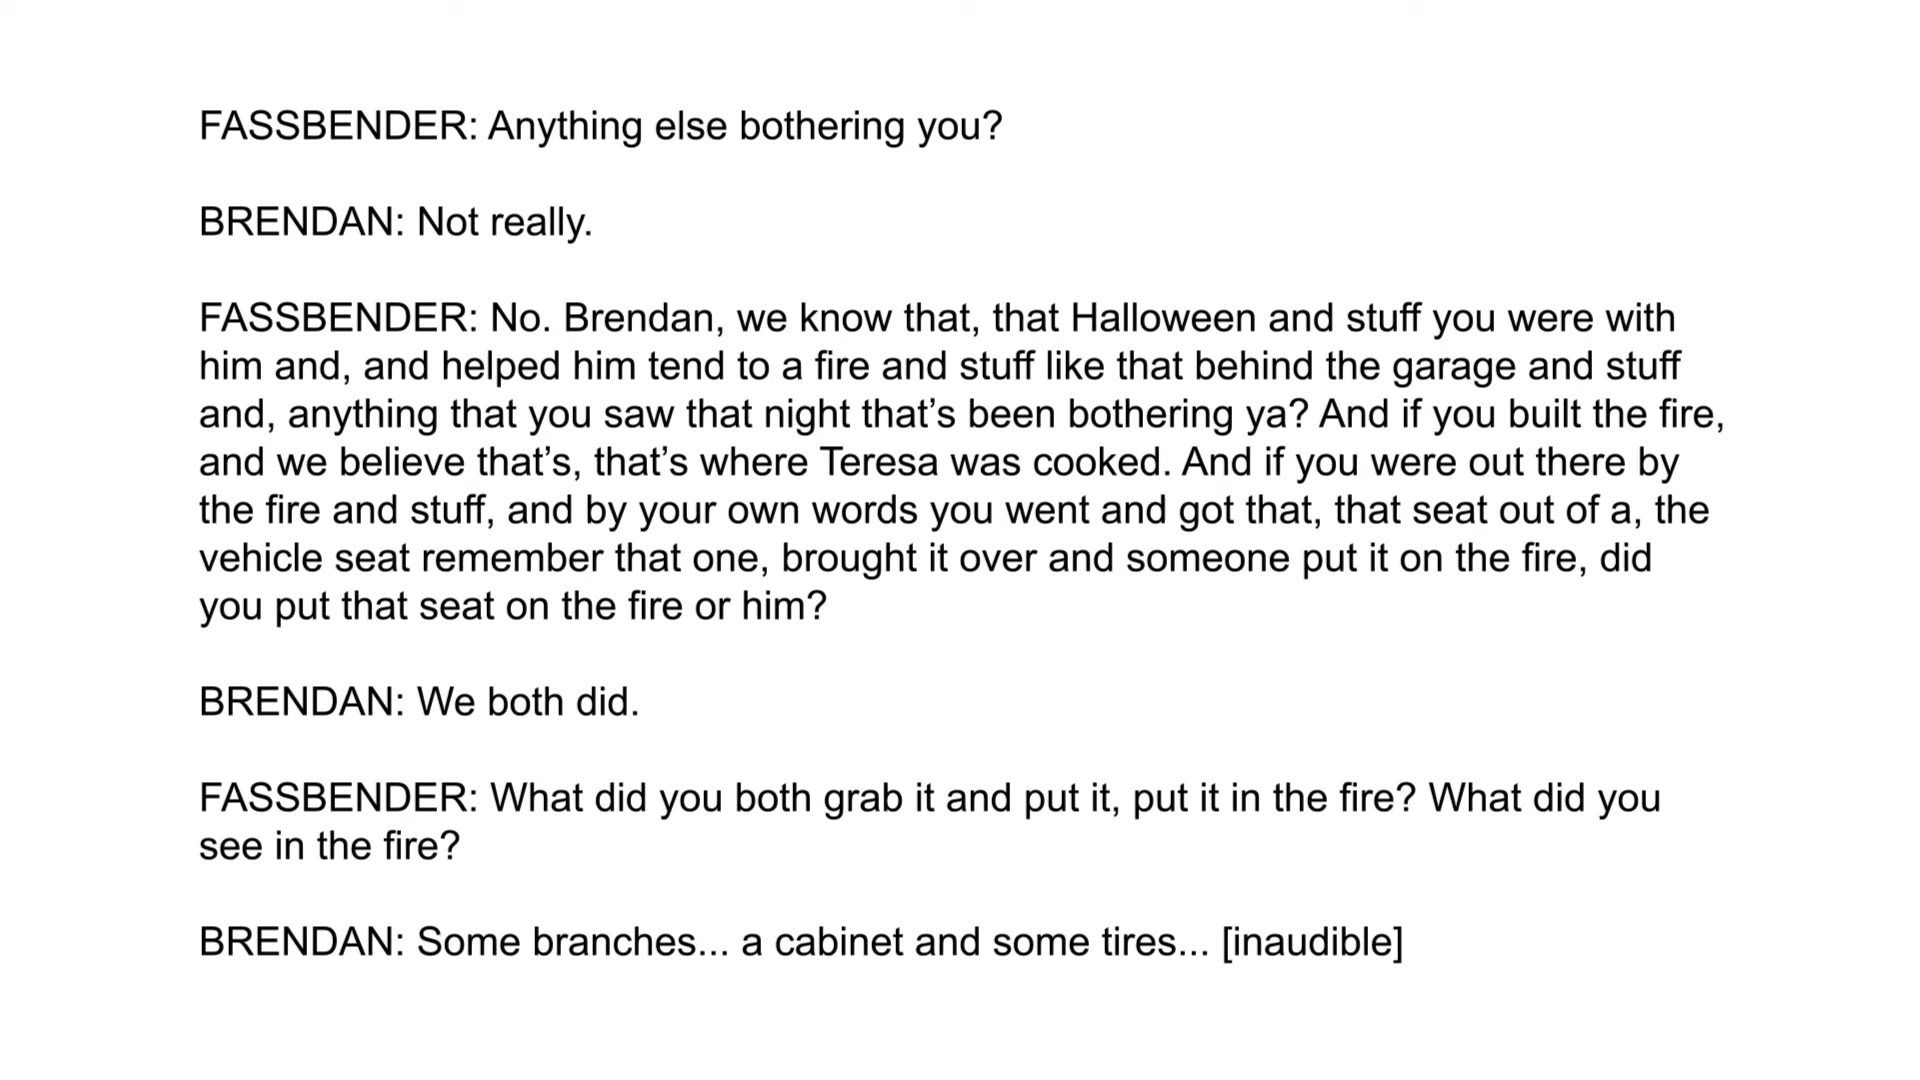 FASSBENDER: Anything else bothering you?
BRENDAN: Not really.
FASSBENDER: No. Brendan, we know that, that Halloween and stuff you were with
him and, and helped him tend to a fire and stuff like that behind the garage and stuff
and, anything that you saw that night that’s been bothering ya? And if you built the fire,
and we believe that’s, that’s where Teresa was cooked. And if you were out there by
the fire and stuff, and by your own words you went and got that, that seat out of a, the
vehicle seat remember that one, brought it over and someone put it on the fire, did
you put that seat on the fire or him?
BRENDAN: We both did.
FASSBENDER: What did you both grab it and put it, put it in the fire? What did you
see in the fire?
BRENDAN: Some branches... a cabinet and some tires... [inaudible]